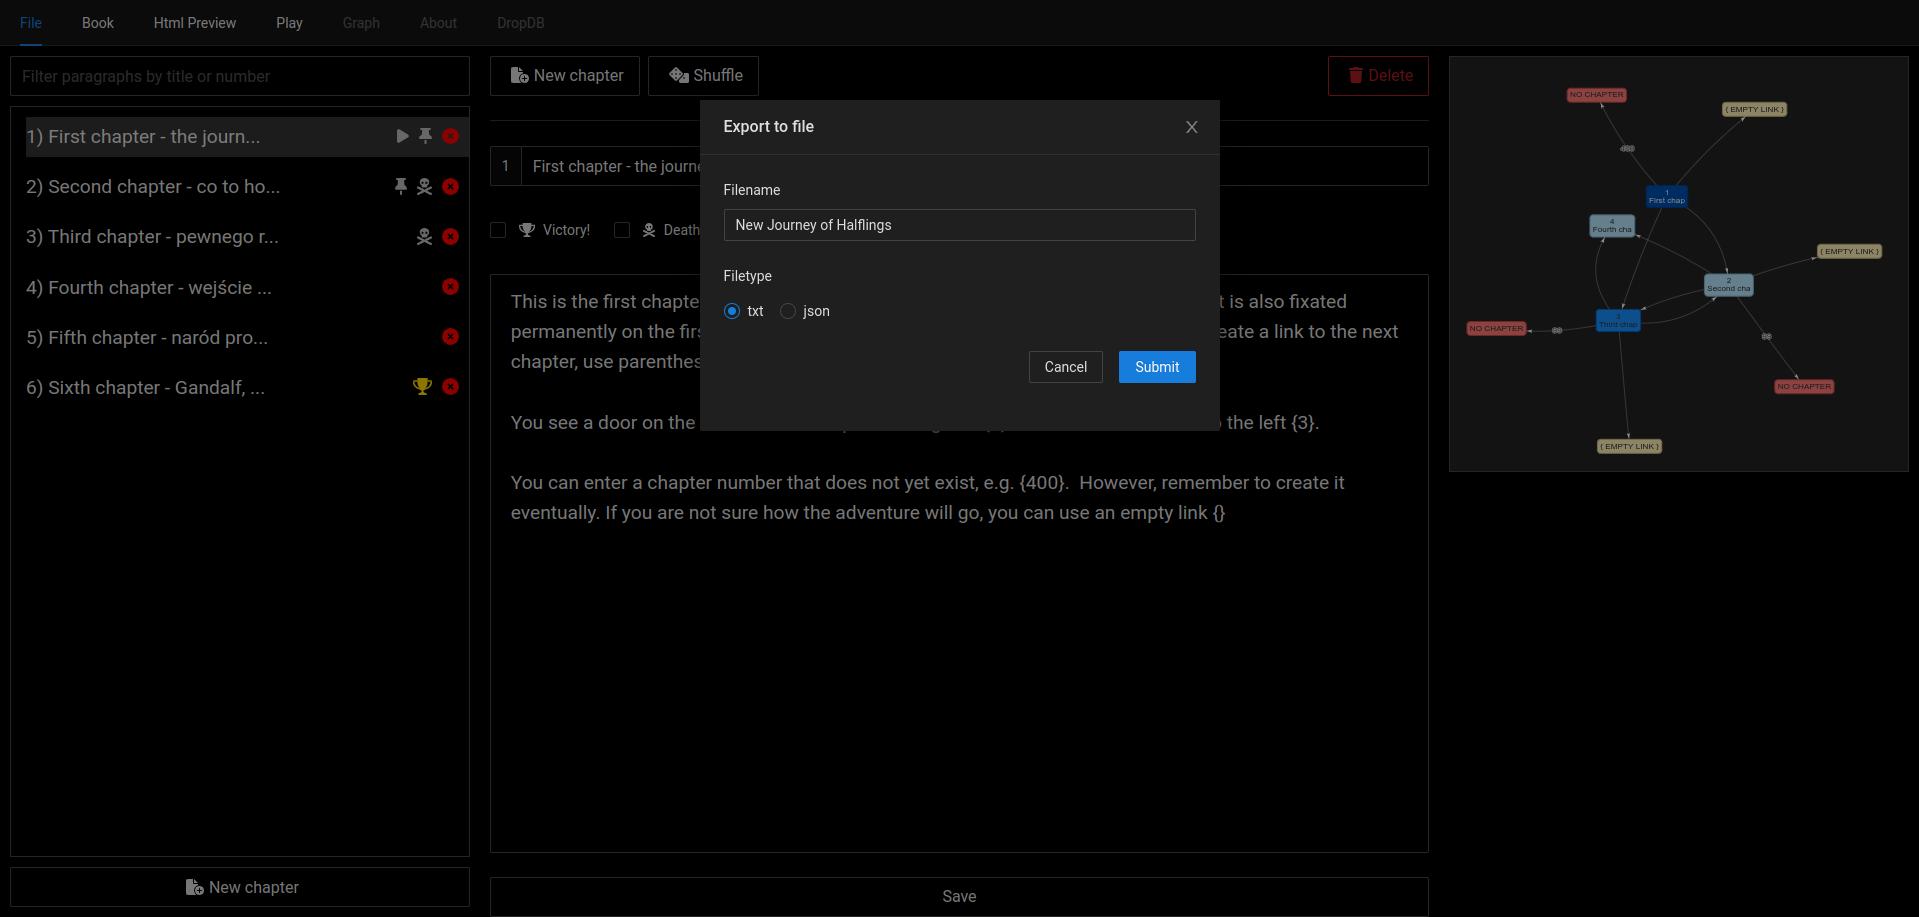 File Book Html Preview Play Graph About DropDB
Filter paragraphs by title or number
1) First chapter - the journ...
2) Second chapter - co to ho...
3) Third chapter - pewnego r...
4) Fourth chapter - wejście ...
5) Fifth chapter - naród pro...
6) Sixth chapter - Gandalf, ...
New chapter
New chapter Shuffle Delete
1 First chapter - the journe
Victory! Death
This is the first chapte t is also fixated
permanently on the firs eate a link to the next
chapter, use parenthes
You see a door on the the left {3}.
You can enter a chapter number that does not yet exist, e.g. {400}.  However, remember to create it
eventually. If you are not sure how the adventure will go, you can use an empty link {}
Save
Export to file
Filename
New Journey of Halflings
Filetype
txt json
Cancel Submit
NO CHAPTER
{ EMPTY LINK }
1
First chap
4
Fourth cha
{ EMPTY LINK }
2
Second cha
3
Third chap
NO CHAPTER
NO CHAPTER
{ EMPTY LINK }